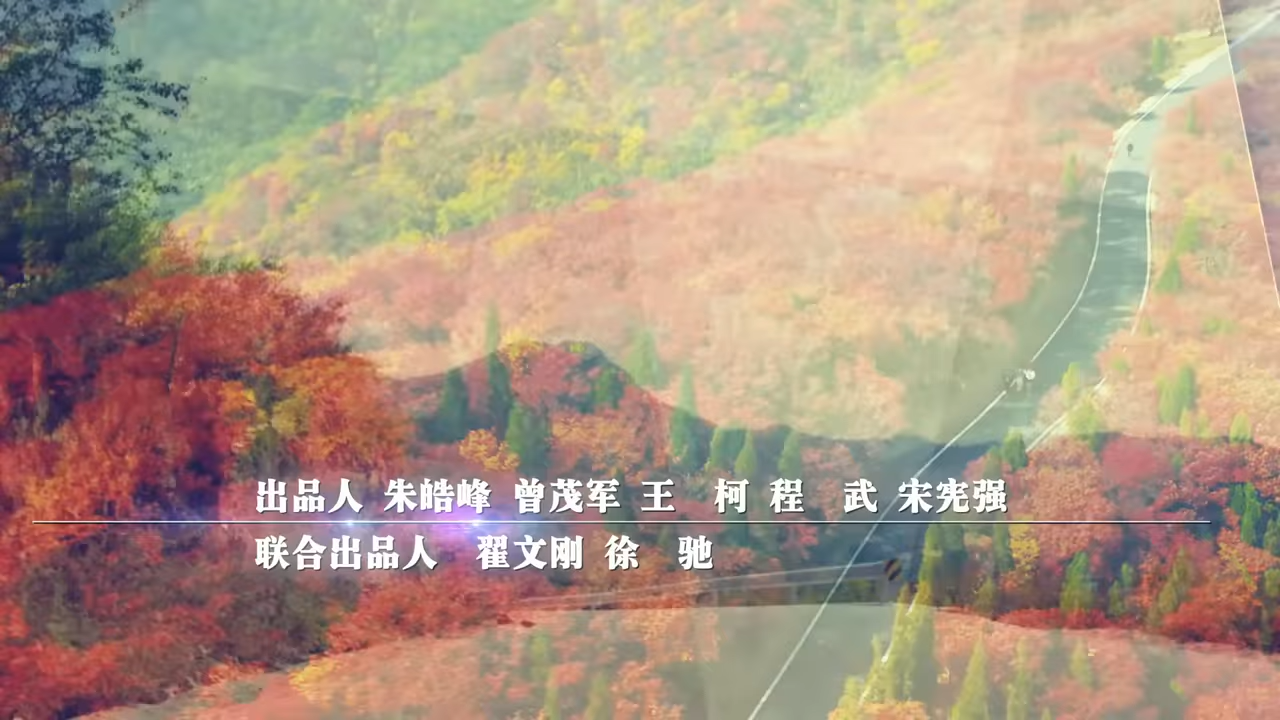 出品人 朱皓峰 曾茂军 王　柯 程　武 宋宪强
联合出品人　翟文刚 徐　驰